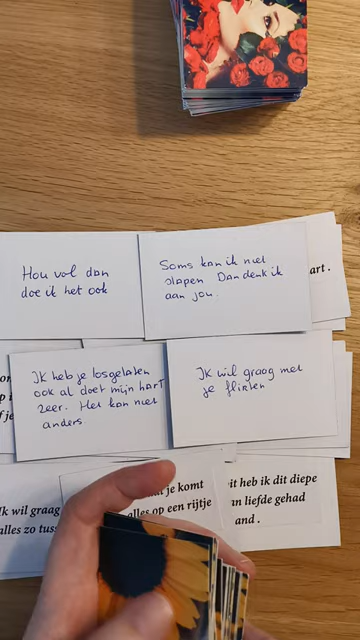 Hou vol dan
doe ik het ook
Soms kan ik niet
slapen Dan denk ik
aan jou.
art .
Ik heb je losgelaten
ook al doet mijn hart
zeer. Het kan niet
anders.
Ik wil graag met
je flirten
je komt
alles op een rijtje
heb ik dit diepe
an liefde gehad
and .
Ik wil graag
alles zo tuss